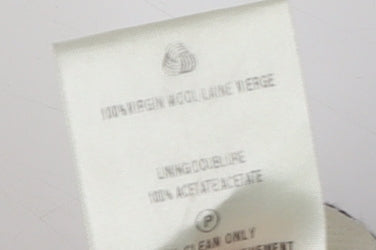 100% VIRGIN WOOL/LAINE VIERGE
LINING/DOUBLURE
100% ACETATE/ACETATE
P
CLEAN ONLY